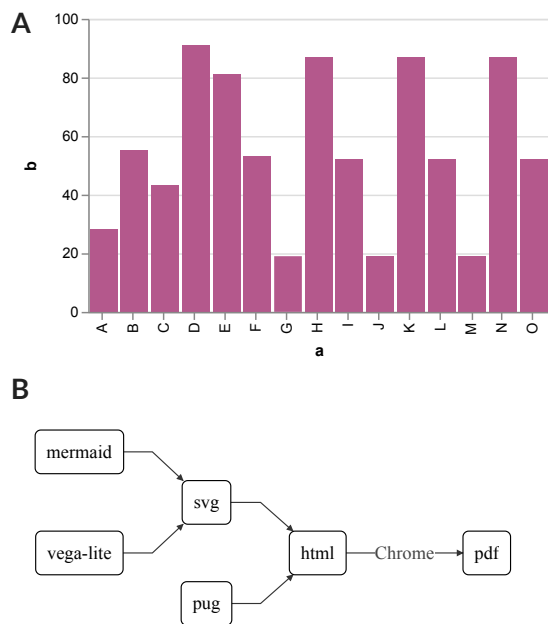 A
100
80
60
40
20
0
b
A B C D E F G H I J K L M N O
a
B
mermaid
svg
vega-lite
html
Chrome
pdf
pug